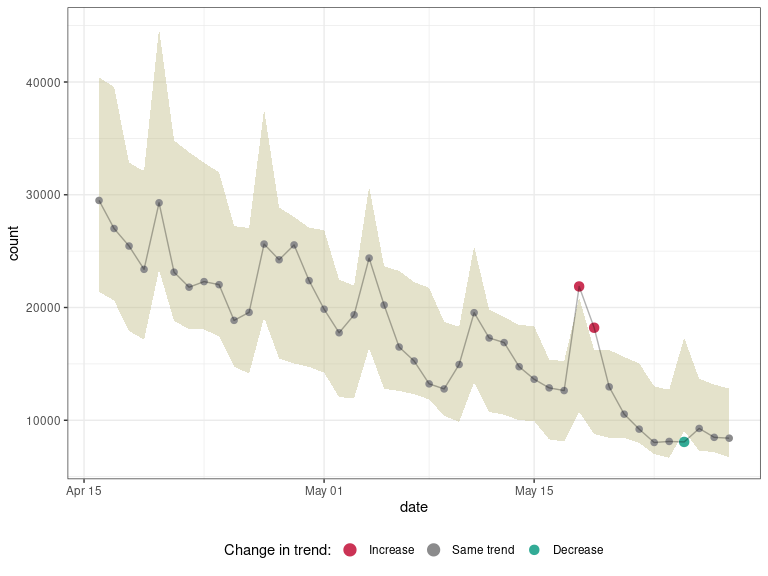 count
40000
30000
20000
10000
Apr 15
May 01
May 15
date
Change in trend: Increase Same trend Decrease